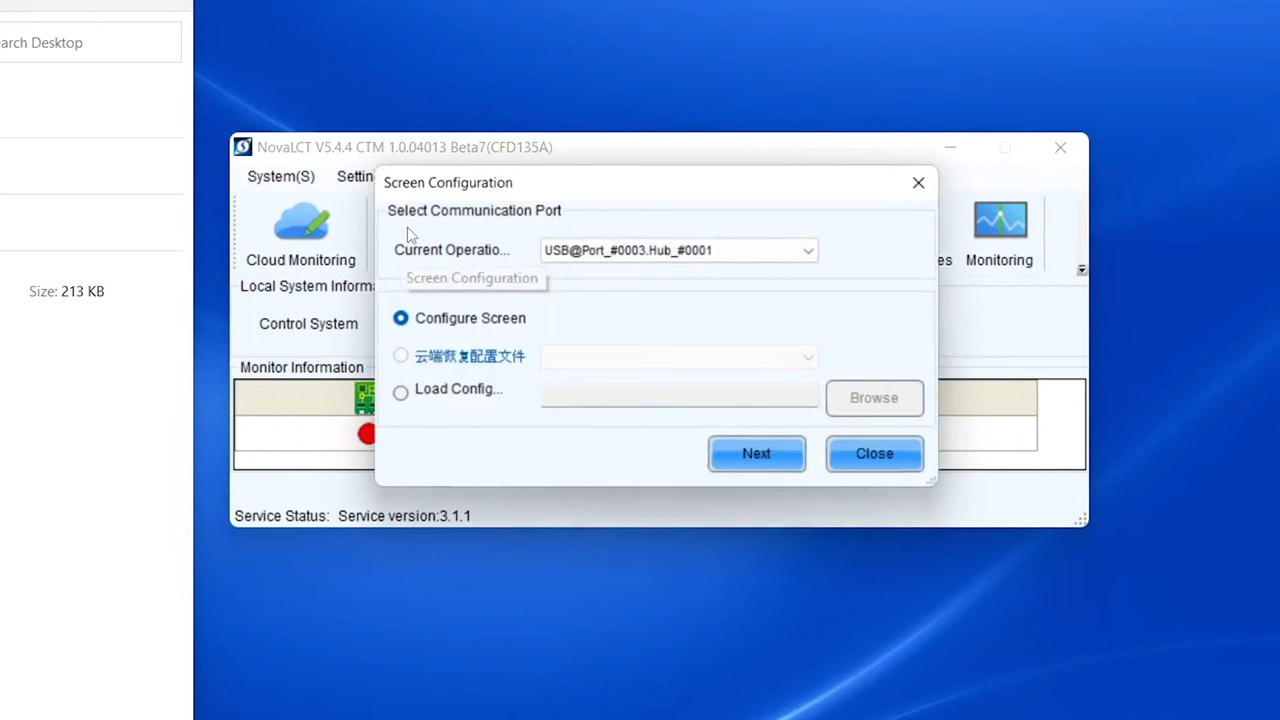 earch Desktop
Size: 213 KB
NovaLCT V5.4.4 CTM 1.0.04013 Beta7(CFD135A)
System(S) Settin
Cloud Monitoring
es Monitoring
Local System Informa
Control System
Monitor Information
Service Status: Service version:3.1.1
Screen Configuration
Select Communication Port
Current Operatio... USB@Port_#0003.Hub_#0001
Screen Configuration
Configure Screen
云端恢复配置文件
Load Config... Browse
Next Close